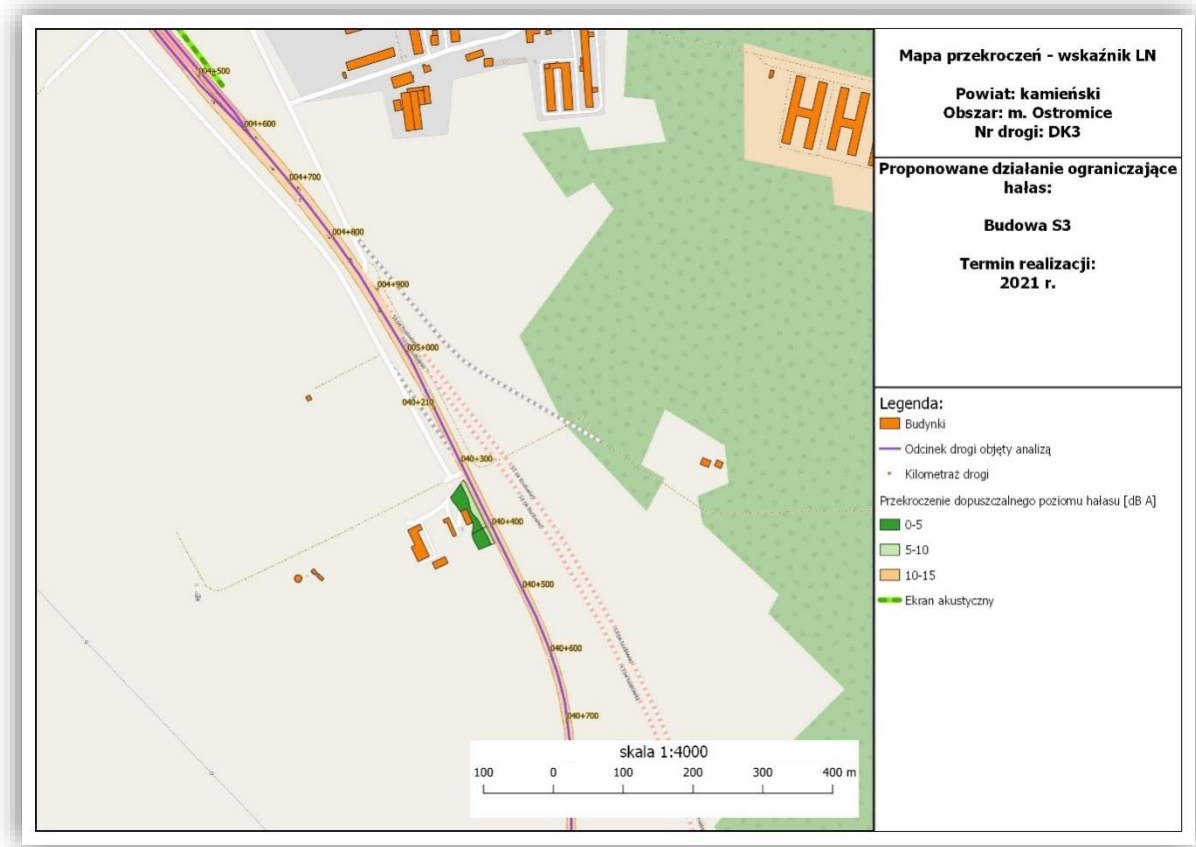 Mapa przekroczeń - wskaźnik LN
Powiat: kamieński
Obszar: m. Ostromice
Nr drogi: DK3
Proponowane działanie ograniczające
hałas:
Budowa S3
Termin realizacji:
2021 r.
Legenda:
Budynki
Odcinek drogi objęty analizą
Kilometraż drogi
Przekroczenie dopuszczalnego poziomu hałasu [dB A]
0-5
5-10
10-15
Ekran akustyczny
004+500
004+600
004+700
004+800
004+900
005+000
040+210
040+300
040+400
040+500
040+600
040+700
skala 1:4000
100 0 100 200 300 400 m